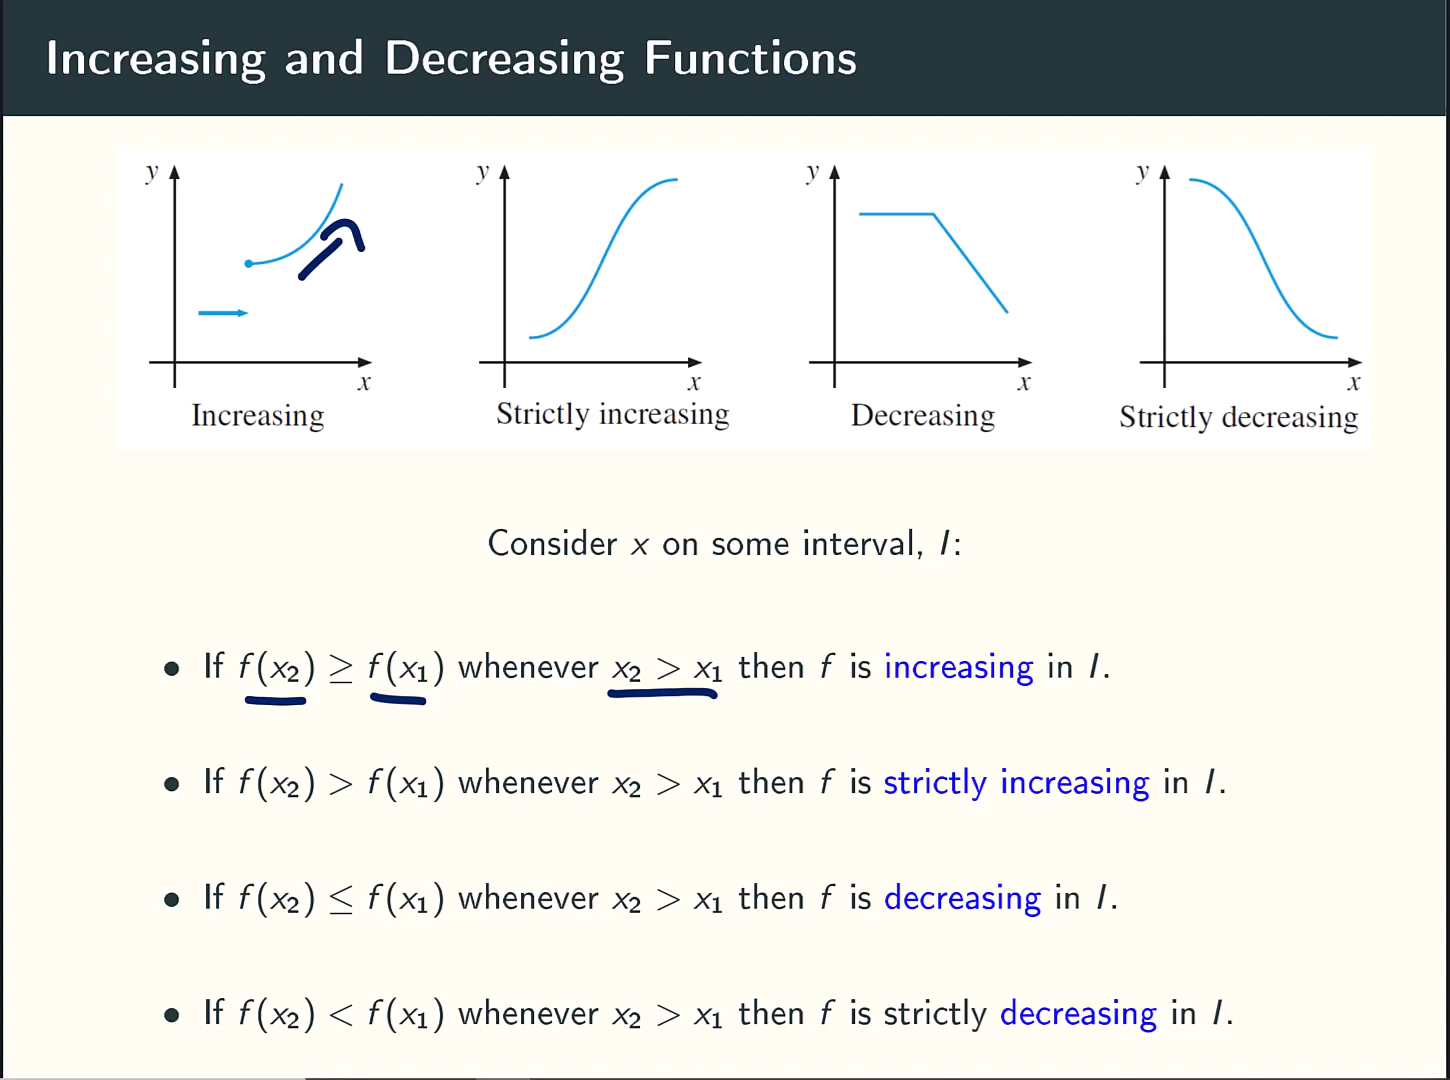 Increasing and Decreasing Functions
y y y y
x x x x
Increasing Strictly increasing Decreasing Strictly decreasing
Consider x on some interval, I:
• If f(x₂) ≥ f(x₁) whenever x₂ > x₁ then f is increasing in I.
• If f(x₂) > f(x₁) whenever x₂ > x₁ then f is strictly increasing in I.
• If f(x₂) ≤ f(x₁) whenever x₂ > x₁ then f is decreasing in I.
• If f(x₂) < f(x₁) whenever x₂ > x₁ then f is strictly decreasing in I.